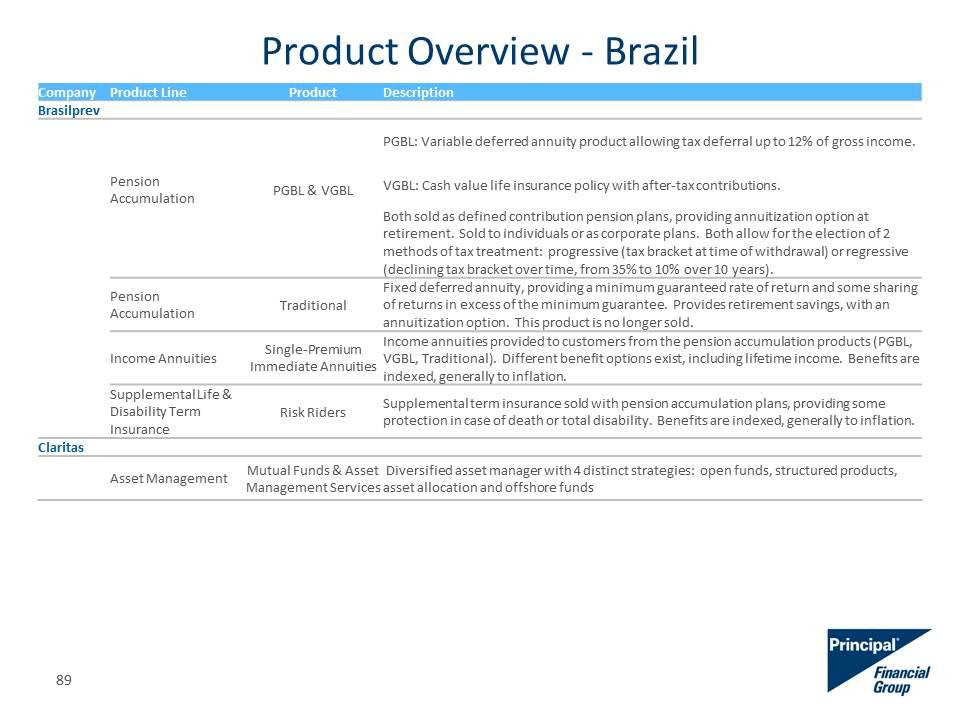 Product Overview - Brazil
Company Product Line Product Description
Brasilprev
Pension
Accumulation
PGBL & VGBL
PGBL: Variable deferred annuity product allowing tax deferral up to 12% of gross income.
VGBL: Cash value life insurance policy with after-tax contributions.
Both sold as defined contribution pension plans, providing annuitization option at
retirement. Sold to individuals or as corporate plans. Both allow for the election of 2
methods of tax treatment: progressive (tax bracket at time of withdrawal) or regressive
(declining tax bracket over time, from 35% to 10% over 10 years).
Pension
Accumulation
Traditional
Fixed deferred annuity, providing a minimum guaranteed rate of return and some sharing
of returns in excess of the minimum guarantee. Provides retirement savings, with an
annuitization option. This product is no longer sold.
Income Annuities
Single-Premium
Immediate Annuities
Income annuities provided to customers from the pension accumulation products (PGBL,
VGBL, Traditional). Different benefit options exist, including lifetime income. Benefits are
indexed, generally to inflation.
Supplemental Life &
Disability Term
Insurance
Risk Riders
Supplemental term insurance sold with pension accumulation plans, providing some
protection in case of death or total disability. Benefits are indexed, generally to inflation.
Claritas
Asset Management
Mutual Funds & Asset
Management Services
Diversified asset manager with 4 distinct strategies: open funds, structured products,
asset allocation and offshore funds
89
Principal
Financial
Group